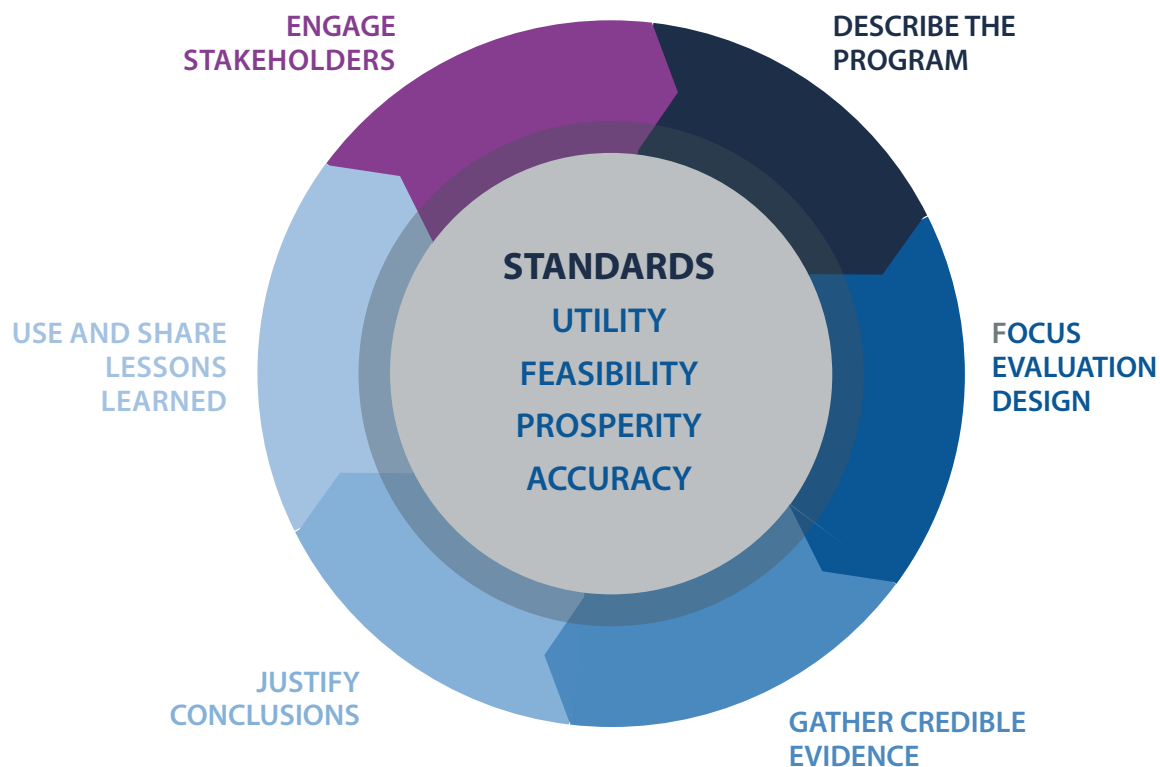 ENGAGE
STAKEHOLDERS
DESCRIBE THE
PROGRAM
STANDARDS
UTILITY
FEASIBILITY
PROSPERITY
ACCURACY
FOCUS
EVALUATION
DESIGN
GATHER CREDIBLE
EVIDENCE
JUSTIFY
CONCLUSIONS
USE AND SHARE
LESSONS
LEARNED